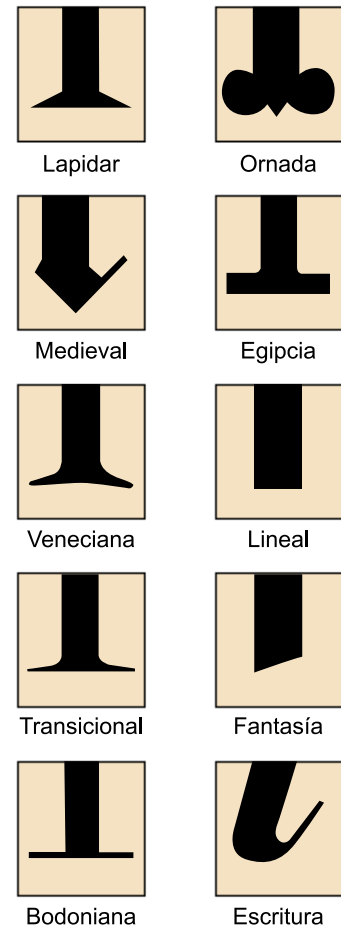 Lapidar
Ornada
Medieval
Egipcia
Veneciana
Lineal
Transicional
Fantasía
Bodoniana
Escritura